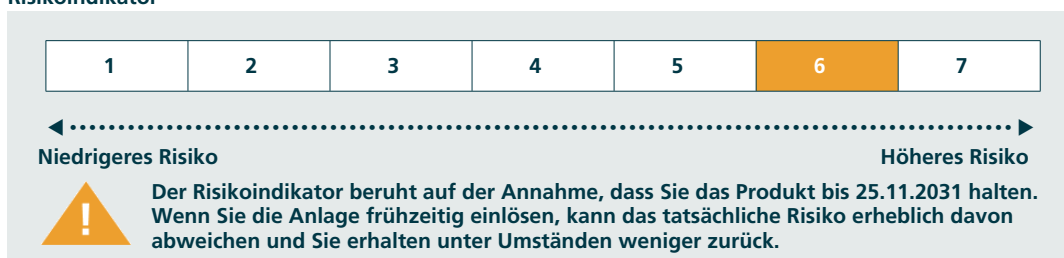 Risikoindikator
1 2 3 4 5 6 7
Niedrigeres Risiko Höheres Risiko
Der Risikoindikator beruht auf der Annahme, dass Sie das Produkt bis 25.11.2031 halten.
Wenn Sie die Anlage frühzeitig einlösen, kann das tatsächliche Risiko erheblich davon
abweichen und Sie erhalten unter Umständen weniger zurück.